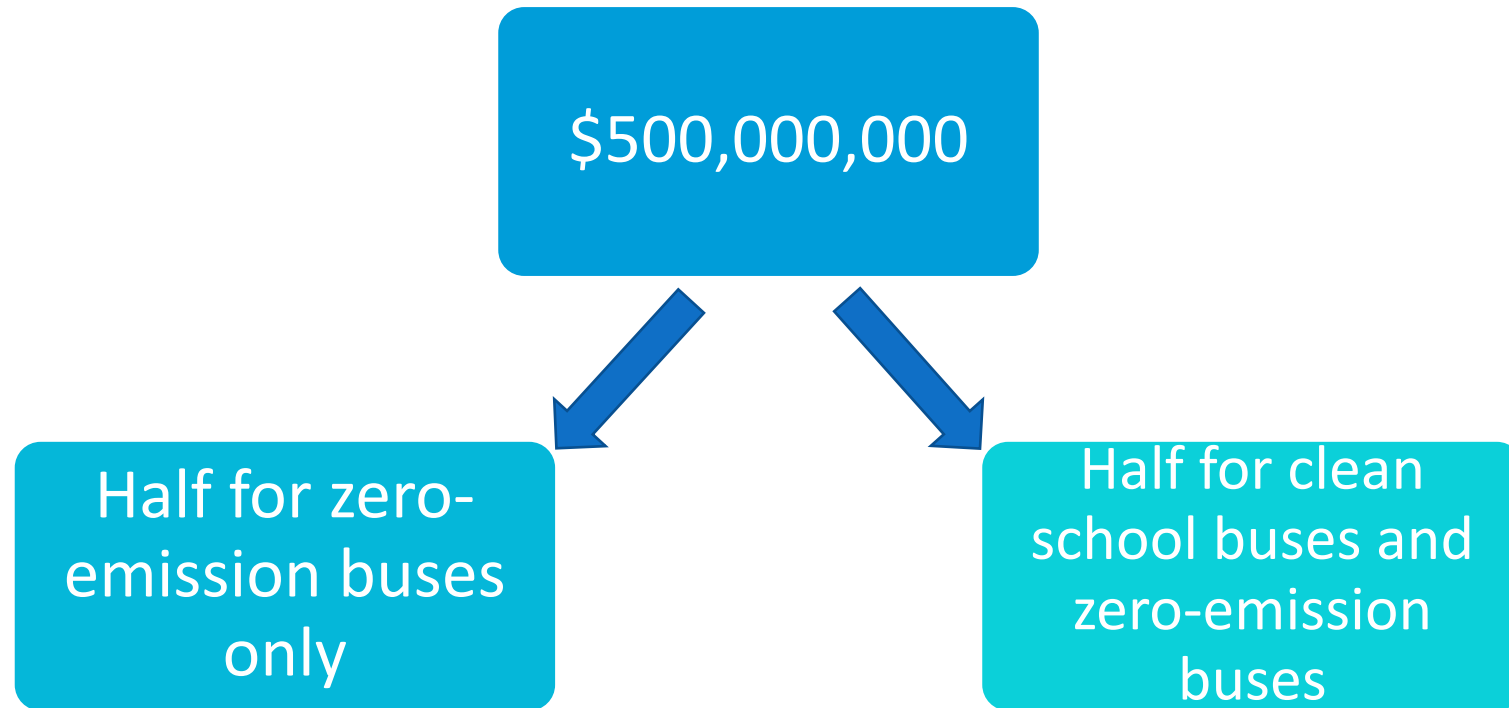 $500,000,000
Half for zero-
emission buses
only
Half for clean
school buses and
zero-emission
buses